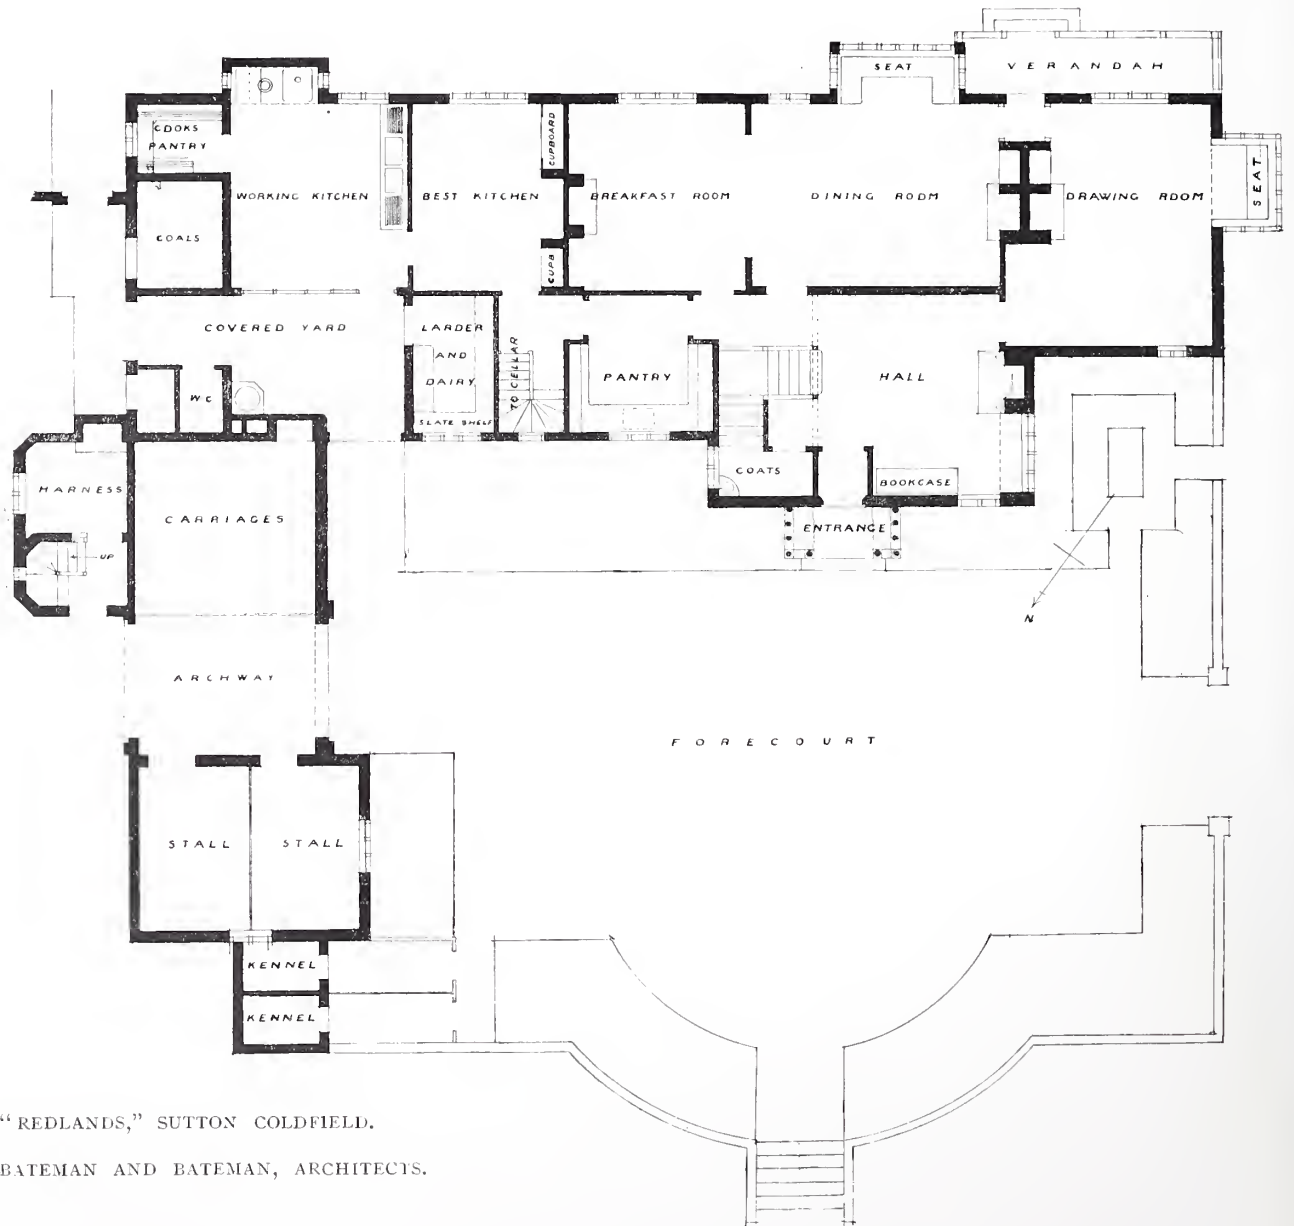 SEAT
VERANDAH
COOKS
PANTRY
CUPBOARD
WORKING KITCHEN
BEST KITCHEN
BREAKFAST ROOM
DINING ROOM
DRAWING ROOM
SEAT
COALS
CUPB
COVERED YARD
LARDER
AND
DAIRY
SLATE SHELF
TO CELLAR
PANTRY
HALL
WC
COATS
BOOKCASE
HARNESS
CARRIAGES
ENTRANCE
UP
N
ARCHWAY
FORECOURT
STALL
STALL
KENNEL
KENNEL
“REDLANDS,” SUTTON COLDFIELD.
BATEMAN AND BATEMAN, ARCHITECTS.